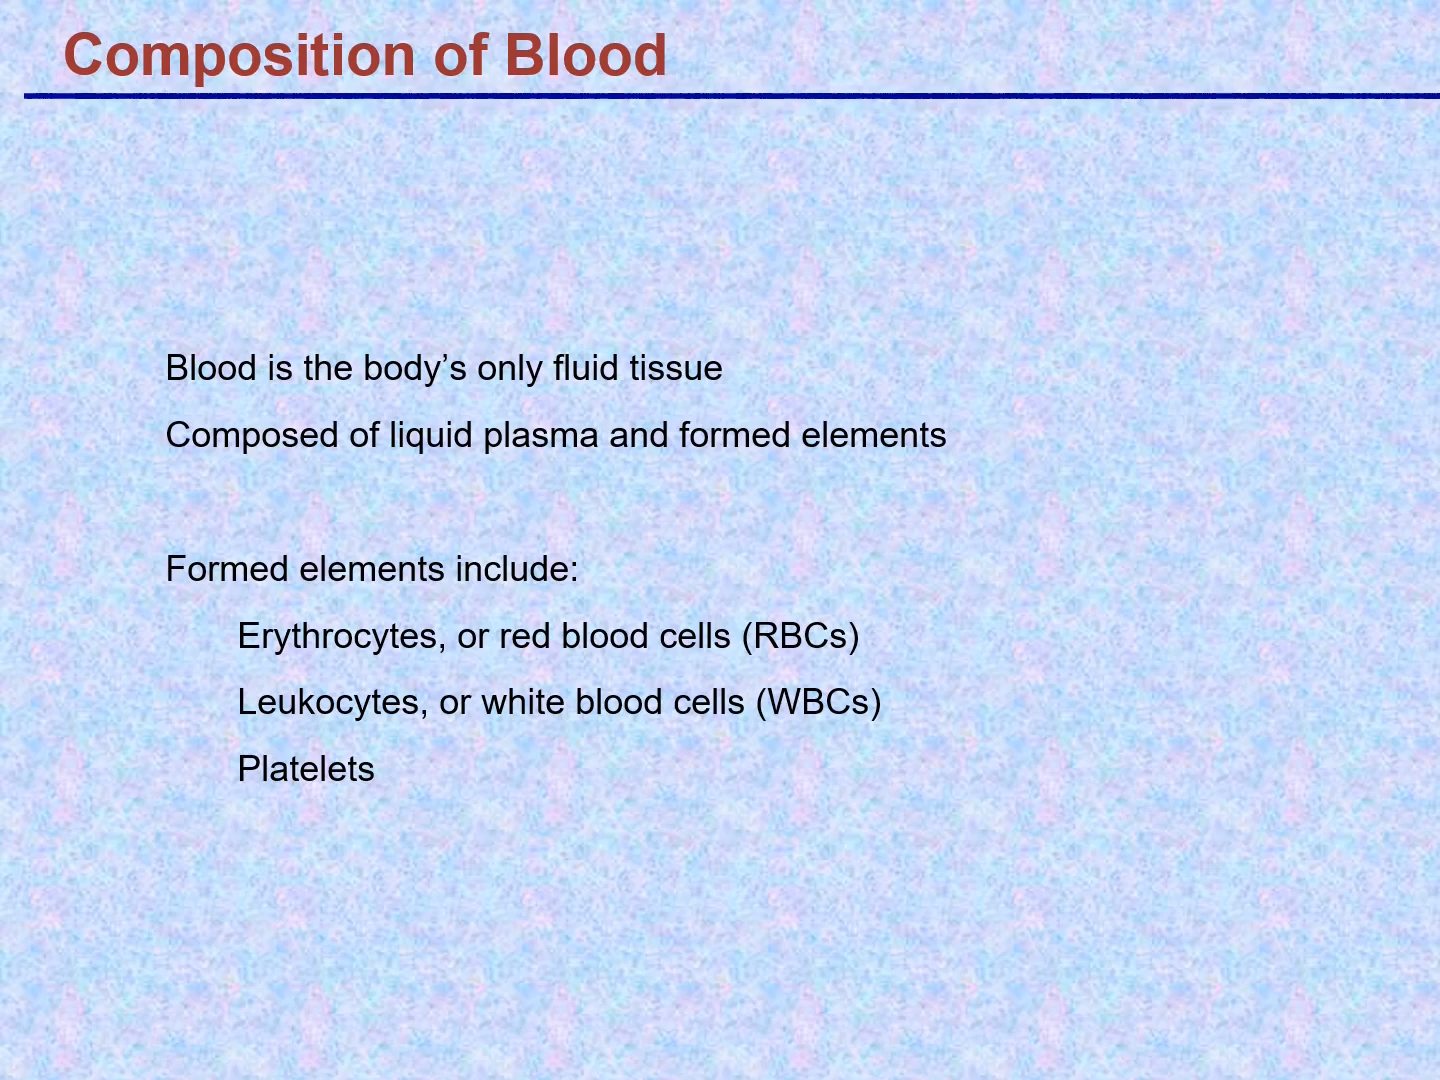 Composition of Blood
Blood is the body’s only fluid tissue
Composed of liquid plasma and formed elements
Formed elements include:
Erythrocytes, or red blood cells (RBCs)
Leukocytes, or white blood cells (WBCs)
Platelets